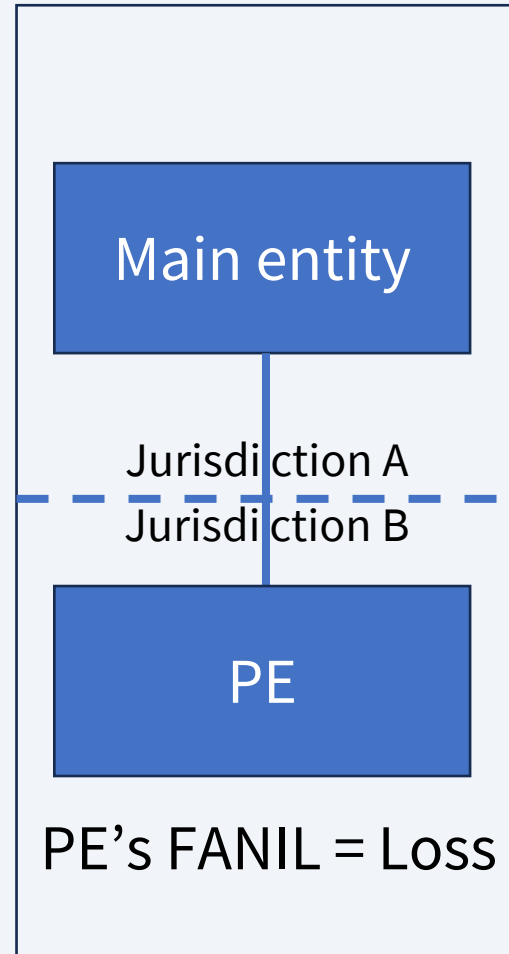 Main entity
Jurisdiction A
Jurisdiction B
PE
PE’s FANIL = Loss